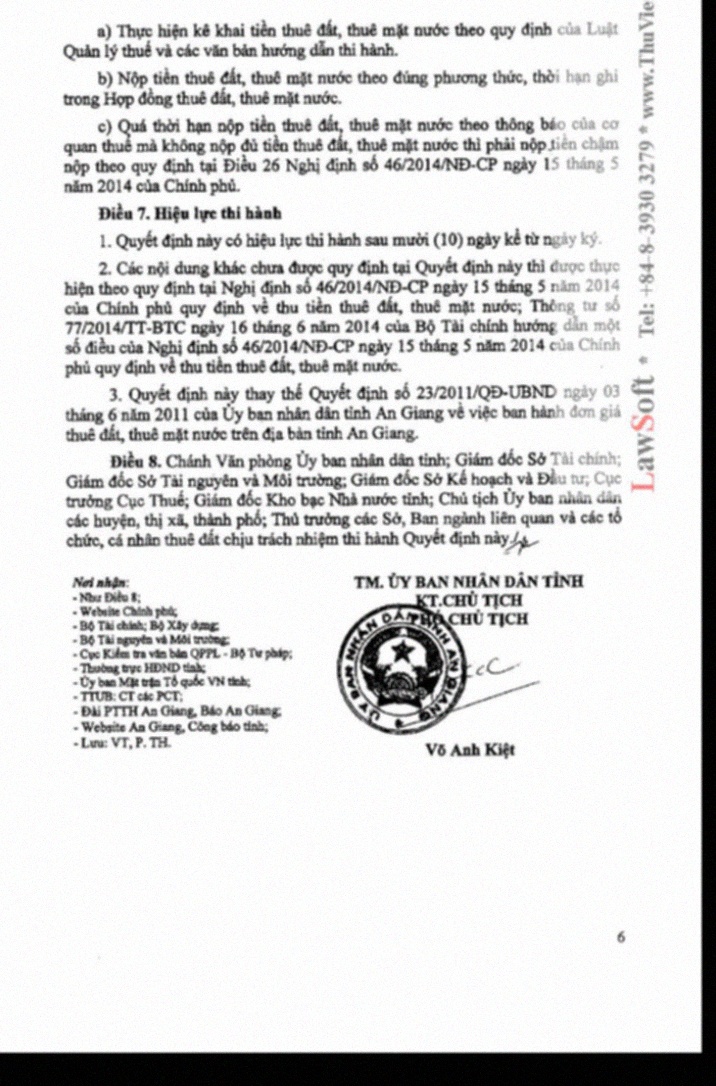 a) Thực hiện kê khai tiền thuê đất, thuê mặt nước theo quy định của Luật
Quản lý thuế và các văn bản hướng dẫn thi hành.
b) Nộp tiền thuê đất, thuê mặt nước theo đúng phương thức, thời hạn ghi
trong Hợp đồng thuê đất, thuê mặt nước.
c) Quá thời hạn nộp tiền thuê đất, thuê mặt nước theo thông báo của cơ
quan thuế mà không nộp đủ tiền thuê đất, thuê mặt nước thì phải nộp tiền chậm
nộp theo quy định tại Điều 26 Nghị định số 46/2014/NĐ-CP ngày 15 tháng 5
năm 2014 của Chính phủ.
Điều 7. Hiệu lực thi hành
1. Quyết định này có hiệu lực thi hành sau mười (10) ngày kể từ ngày ký.
2. Các nội dung khác chưa được quy định tại Quyết định này thì được thực
hiện theo quy định tại Nghị định số 46/2014/NĐ-CP ngày 15 tháng 5 năm 2014
của Chính phủ quy định về thu tiền thuê đất, thuê mặt nước; Thông tư số
77/2014/TT-BTC ngày 16 tháng 6 năm 2014 của Bộ Tài chính hướng dẫn một
số điều của Nghị định số 46/2014/NĐ-CP ngày 15 tháng 5 năm 2014 của Chính
phủ quy định về thu tiền thuê đất, thuê mặt nước.
3. Quyết định này thay thế Quyết định số 23/2011/QĐ-UBND ngày 03
tháng 6 năm 2011 của Ủy ban nhân dân tỉnh An Giang về việc ban hành đơn giá
thuê đất, thuê mặt nước trên địa bàn tỉnh An Giang.
Điều 8. Chánh Văn phòng Ủy ban nhân dân tỉnh; Giám đốc Sở Tài chính;
Giám đốc Sở Tài nguyên và Môi trường; Giám đốc Sở Kế hoạch và Đầu tư; Cục
trưởng Cục Thuế; Giám đốc Kho bạc Nhà nước tỉnh; Chủ tịch Ủy ban nhân dân
các huyện, thị xã, thành phố; Thủ trưởng các Sở, Ban ngành liên quan và các tổ
chức, cá nhân thuê đất chịu trách nhiệm thi hành Quyết định này./.
Nơi nhận:
- Như Điều 8;
- Website Chính phủ;
- Bộ Tài chính; Bộ Xây dựng;
- Bộ Tài nguyên và Môi trường;
- Cục Kiểm tra văn bản QPPL - Bộ Tư pháp;
- Thường trực HĐND tỉnh;
- Ủy ban Mặt trận Tổ quốc VN tỉnh;
- TTUB: CT các PCT;
- Đài PTTH An Giang, Báo An Giang;
- Website An Giang, Công báo tỉnh;
- Lưu: VT, P. TH.
TM. ỦY BAN NHÂN DÂN TỈNH
KT.CHỦ TỊCH
PHÓ CHỦ TỊCH
ỦY BAN NHÂN DÂN TỈNH AN GIANG
Võ Anh Kiệt
6
LawSoft * Tel: +84-8-3930 3279 * www.ThuVie